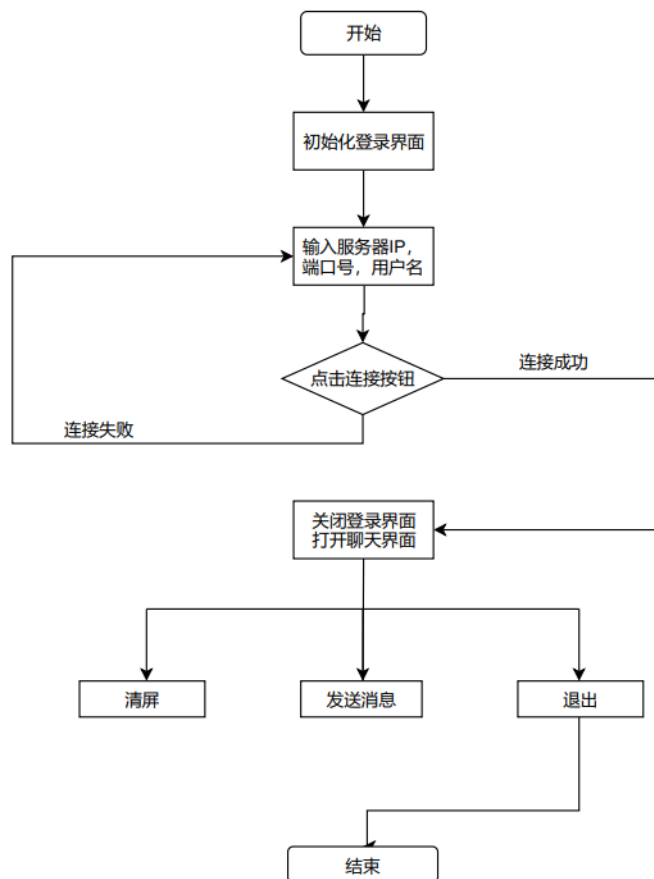 开始
初始化登录界面
输入服务器IP，
端口号，用户名
点击连接按钮
连接成功
连接失败
关闭登录界面
打开聊天界面
清屏
发送消息
退出
结束